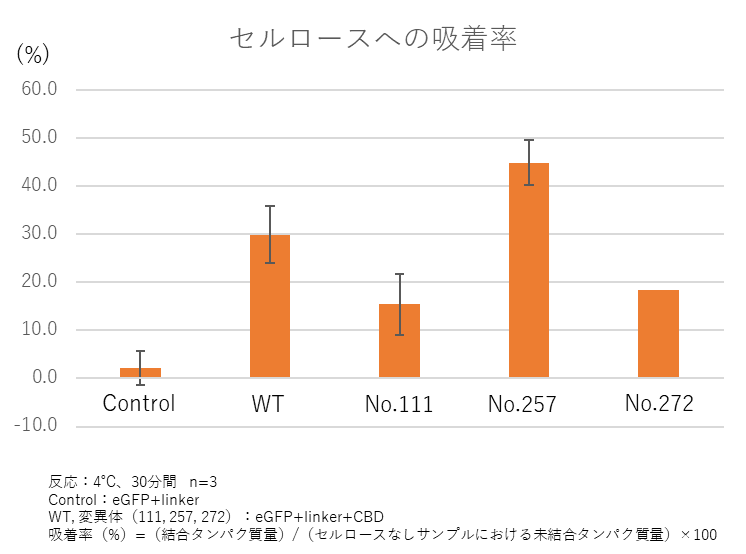 セルロースへの吸着率
(%)
60.0
50.0
40.0
30.0
20.0
10.0
0.0
-10.0
Control WT No.111 No.257 No.272
反応：4℃、30分間 n=3
Control：eGFP+linker
WT, 変異体（111, 257, 272）：eGFP+linker+CBD
吸着率（%）=（結合タンパク質量）/（セルロースなしサンプルにおける未結合タンパク質量）×100